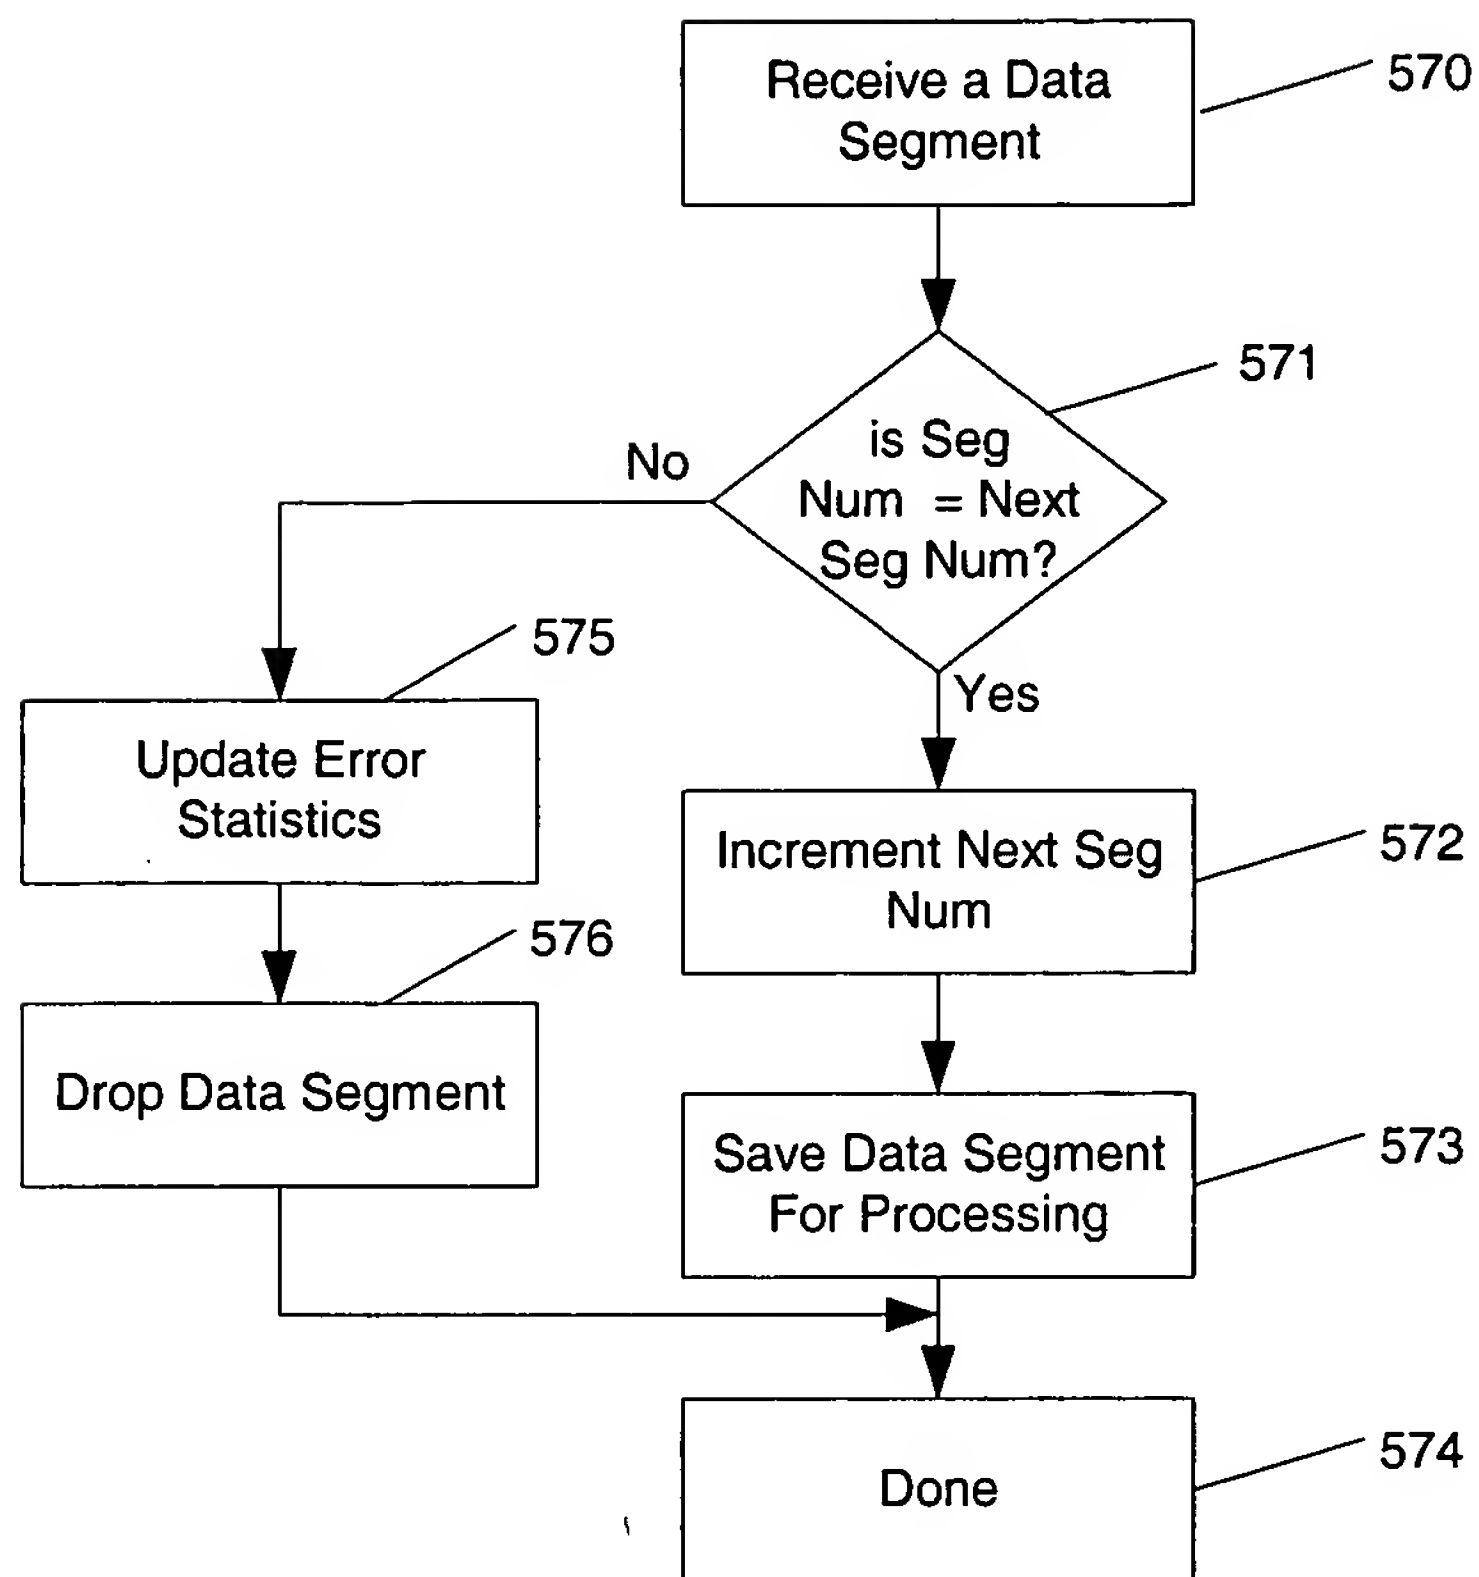 Receive a Data
Segment
570
571
is Seg
Num = Next
Seg Num?
No
Yes
575
Update Error
Statistics
572
Increment Next Seg
Num
576
Drop Data Segment
573
Save Data Segment
For Processing
574
Done